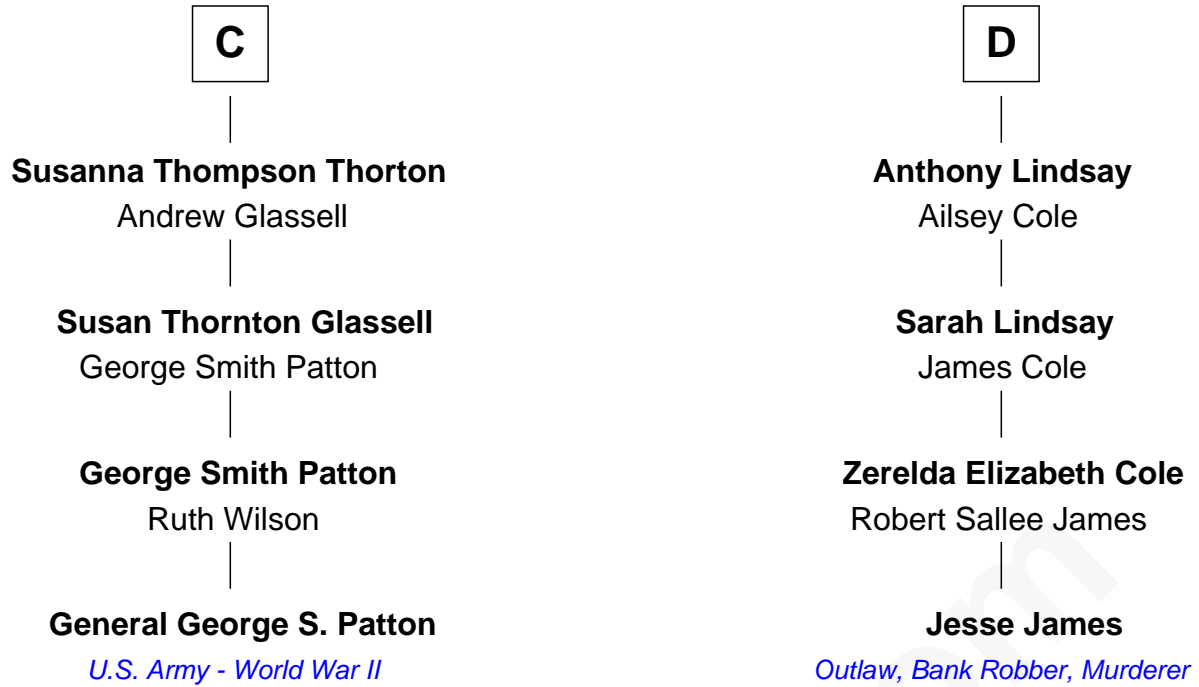 C
Susanna Thompson Thorton
Andrew Glassell
Susan Thornton Glassell
George Smith Patton
George Smith Patton
Ruth Wilson
General George S. Patton
U.S. Army - World War II
D
Anthony Lindsay
Ailsey Cole
Sarah Lindsay
James Cole
Zerelda Elizabeth Cole
Robert Sallee James
Jesse James
Outlaw, Bank Robber, Murderer